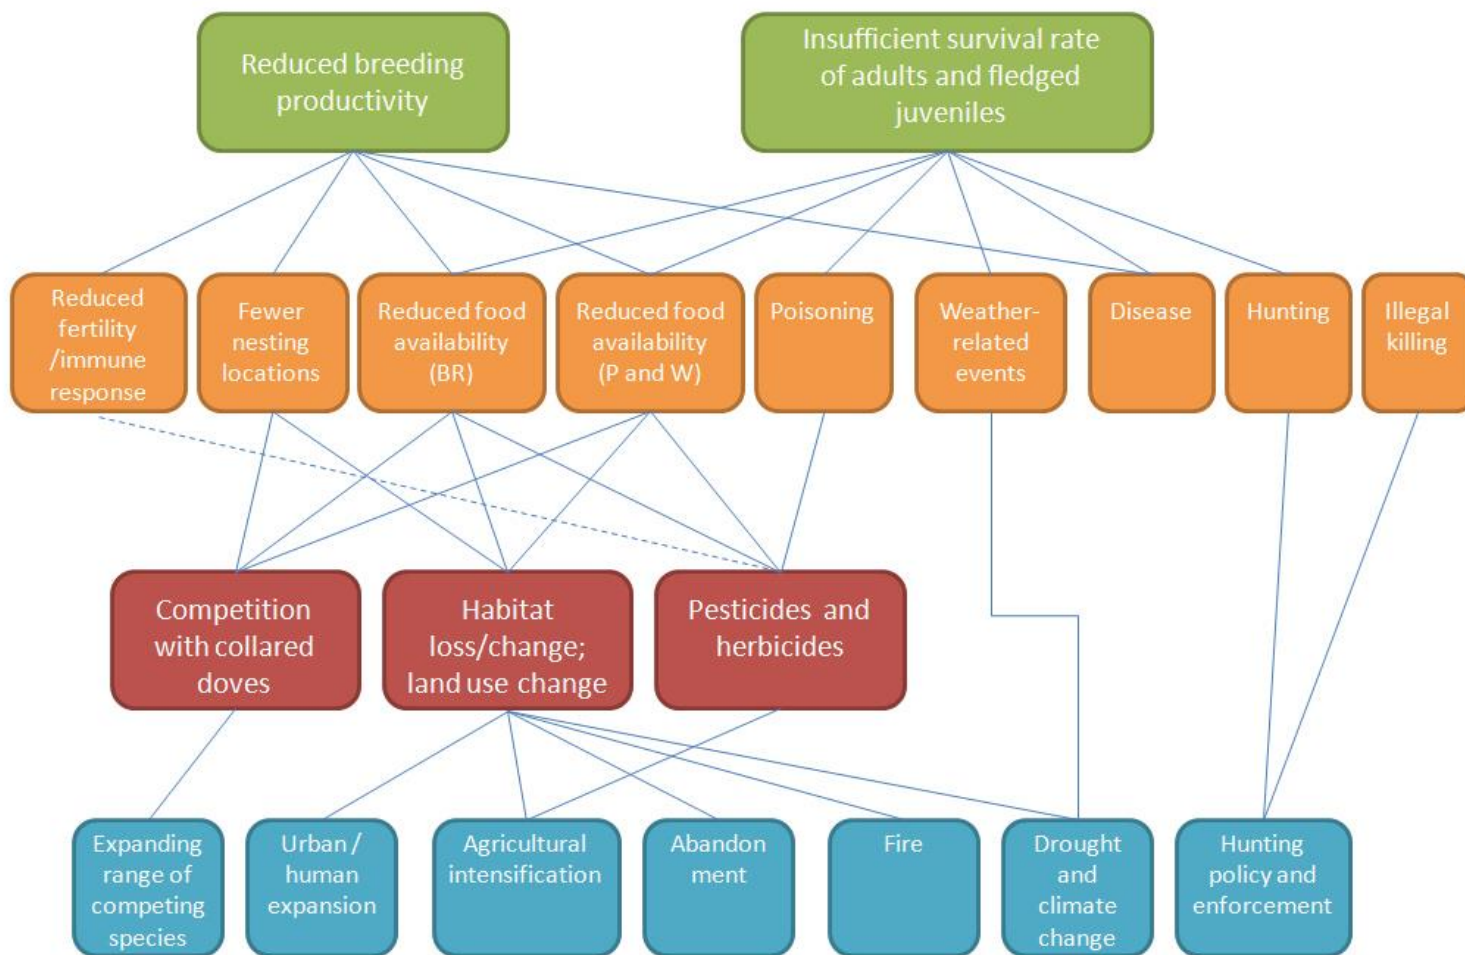 Reduced breeding
productivity
Insufficient survival rate
of adults and fledged
juveniles
Reduced
fertility
/immune
response
Fewer
nesting
locations
Reduced food
availability
(BR)
Reduced food
availability
(P and W)
Poisoning
Weather-
related
events
Disease
Hunting
Illegal
killing
Competition
with collared
doves
Habitat
loss/change;
land use change
Pesticides and
herbicides
Expanding
range of
competing
species
Urban /
human
expansion
Agricultural
intensification
Abandon
ment
Fire
Drought
and
climate
change
Hunting
policy and
enforcement